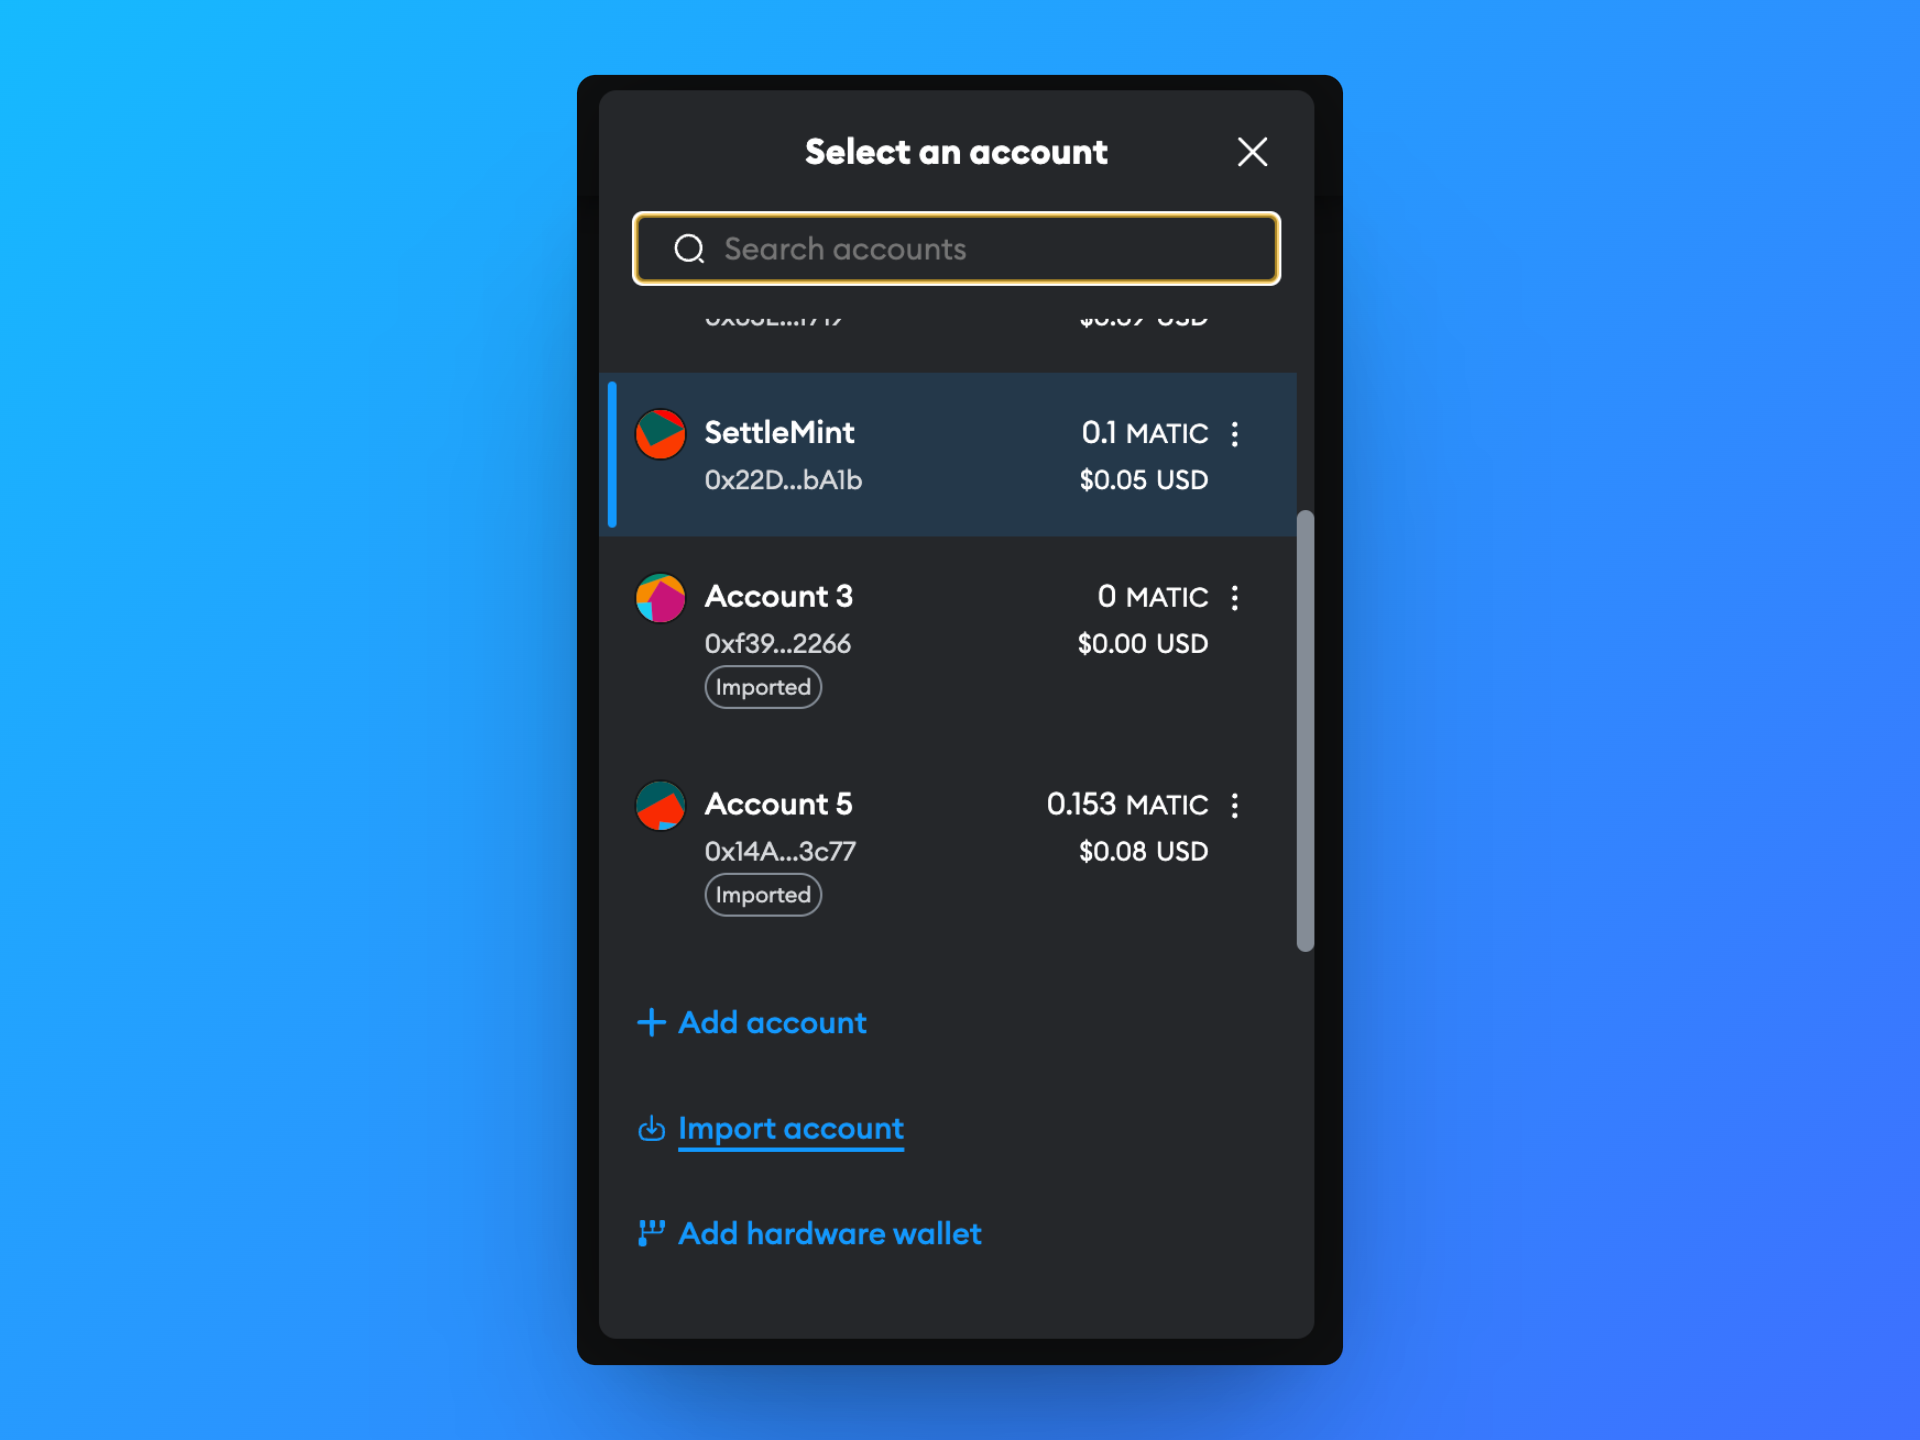 Select an account
Search accounts
SettleMint
0.1 MATIC
0x22D...bA1b
$0.05 USD
Account 3
0 MATIC
0xf39...2266
$0.00 USD
Imported
Account 5
0.153 MATIC
0x14A...3c77
$0.08 USD
Imported
Add account
Import account
Add hardware wallet